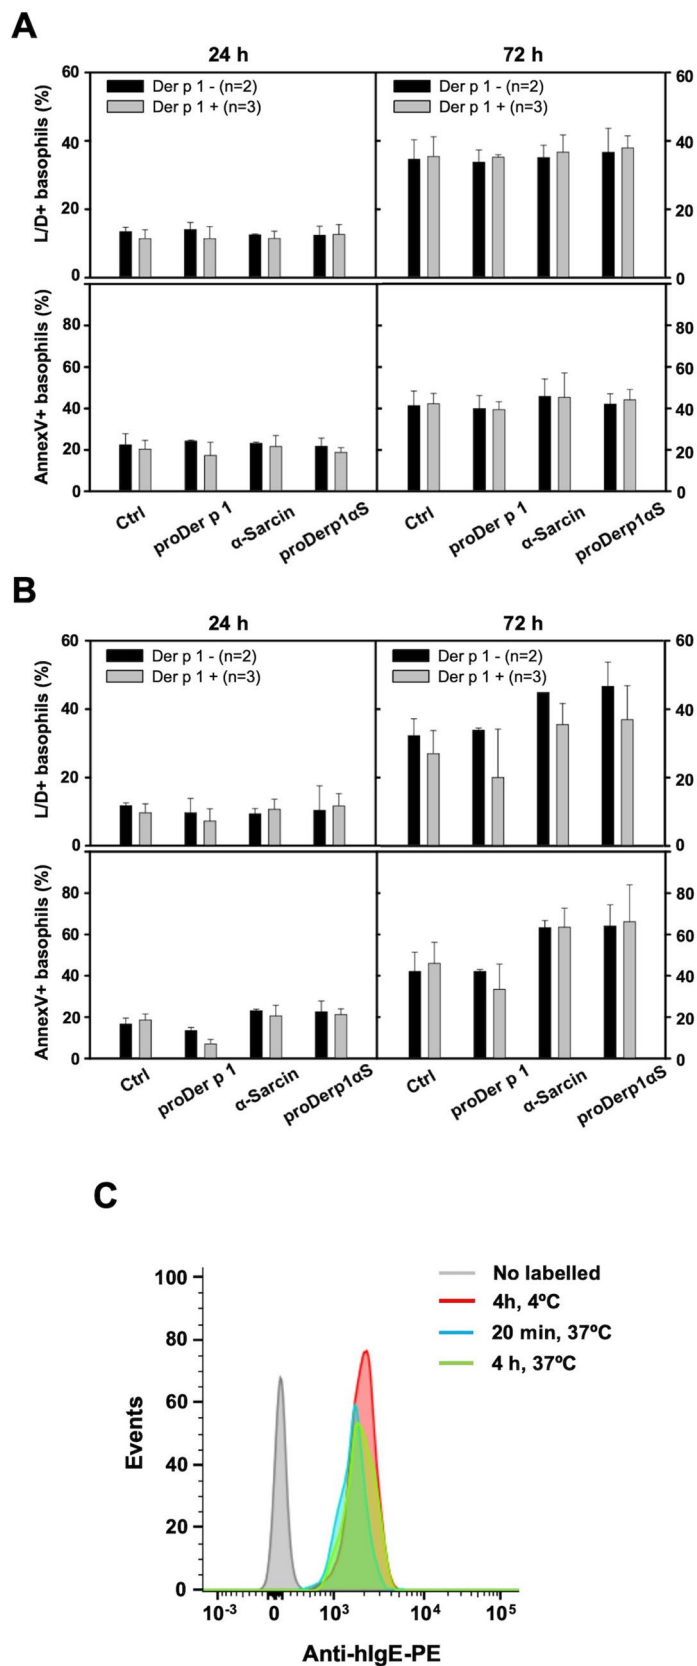 A
24 h 72 h
60 60
Der p 1 - (n=2) Der p 1 - (n=2)
Der p 1 + (n=3) Der p 1 + (n=3)
L/D+ basophils (%)
40 40
20 20
0 0
AnnexV+ basophils (%)
80 80
60 60
40 40
20 20
0 0
Ctrl proDer p 1 α-Sarcin proDerp1αS Ctrl proDer p 1 α-Sarcin proDerp1αS
B
24 h 72 h
60 60
Der p 1 - (n=2) Der p 1 - (n=2)
Der p 1 + (n=3) Der p 1 + (n=3)
L/D+ basophils (%)
40 40
20 20
0 0
AnnexV+ basophils (%)
80 80
60 60
40 40
20 20
0 0
Ctrl proDer p 1 α-Sarcin proDerp1αS Ctrl proDer p 1 α-Sarcin proDerp1αS
C
No labelled
4h, 4ºC
20 min, 37ºC
4 h, 37ºC
Events
100
80
60
40
20
0
10-3 0 103 104 105
Anti-hIgE-PE